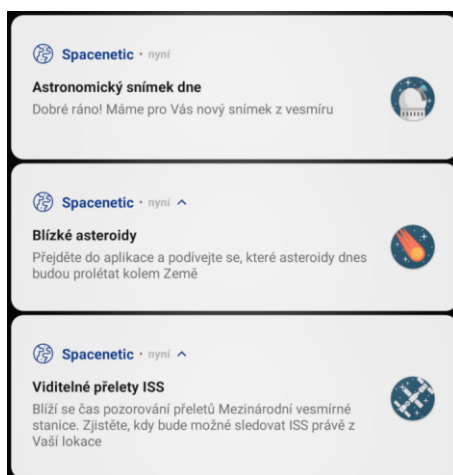 Spacenetic • nyní
Astronomický snímek dne
Dobré ráno! Máme pro Vás nový snímek z vesmíru
Spacenetic • nyní
Blízké asteroidy
Přejděte do aplikace a podívejte se, které asteroidy dnes
budou prolétat kolem Země
Spacenetic • nyní
Viditelné přelety ISS
Blíží se čas pozorování přeletů Mezinárodní vesmírné
stanice. Zjistěte, kdy bude možné sledovat ISS právě z
Vaší lokace